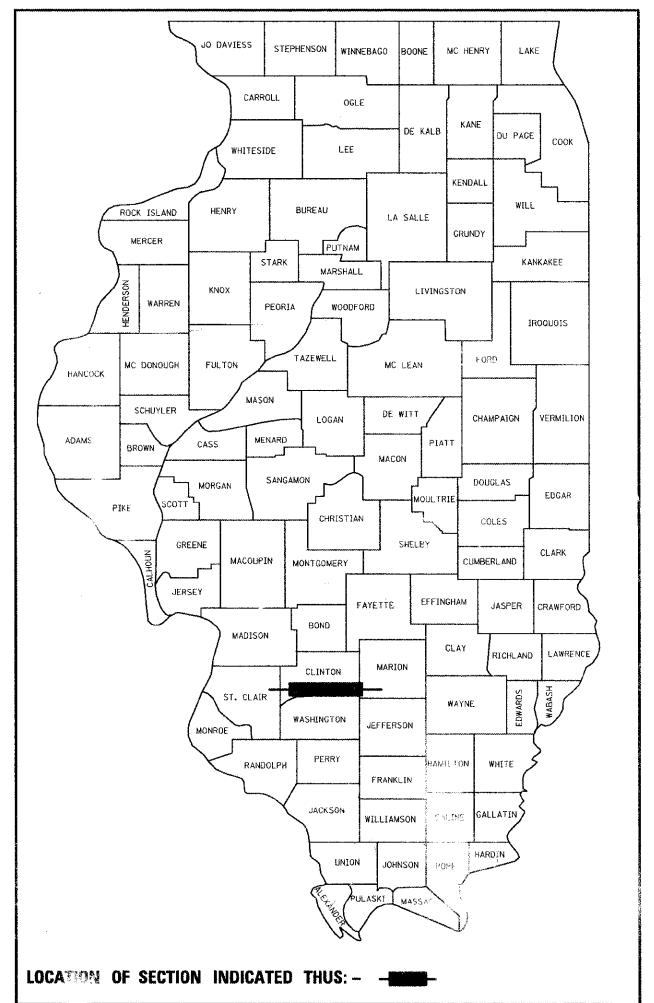 JO DAVIESS STEPHENSON WINNEBAGO BOONE MC HENRY LAKE
CARROLL OGLE DE KALB KANE DU PAGE COOK
WHITESIDE LEE
KENDALL
ROCK ISLAND HENRY BUREAU LA SALLE GRUNDY WILL
MERCER PUTNAM
STARK MARSHALL KANKAKEE
HENDERSON WARREN KNOX PEORIA WOODFORD LIVINGSTON IROQUOIS
FORD
HANCOCK MC DONOUGH FULTON TAZEWELL MC LEAN
MASON
SCHUYLER LOGAN DE WITT CHAMPAIGN VERMILION
ADAMS BROWN CASS MENARD PIATT
MACON
MORGAN SANGAMON DOUGLAS
PIKE SCOTT MOULTRIE EDGAR
CHRISTIAN COLES
GREENE MACOUPIN MONTGOMERY SHELBY
CALHOUN CUMBERLAND CLARK
JERSEY FAYETTE EFFINGHAM JASPER CRAWFORD
MADISON BOND
CLAY RICHLAND LAWRENCE
CLINTON MARION
ST. CLAIR WAYNE EDWARDS WABASH
WASHINGTON JEFFERSON
MONROE
RANDOLPH PERRY HAMILTON WHITE
FRANKLIN
JACKSON WILLIAMSON GALLATIN
UNION JOHNSON HARDIN
ALEXANDER PULASKI
LOCATION OF SECTION INDICATED THUS: –